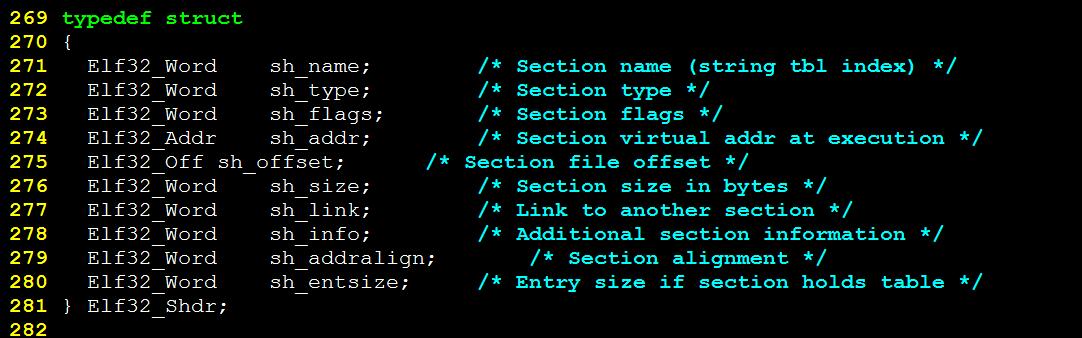 269 typedef struct
270 {
271   Elf32_Word    sh_name;        /* Section name (string tbl index) */
272   Elf32_Word    sh_type;        /* Section type */
273   Elf32_Word    sh_flags;       /* Section flags */
274   Elf32_Addr    sh_addr;        /* Section virtual addr at execution */
275   Elf32_Off sh_offset;      /* Section file offset */
276   Elf32_Word    sh_size;        /* Section size in bytes */
277   Elf32_Word    sh_link;        /* Link to another section */
278   Elf32_Word    sh_info;        /* Additional section information */
279   Elf32_Word    sh_addralign;       /* Section alignment */
280   Elf32_Word    sh_entsize;     /* Entry size if section holds table */
281 } Elf32_Shdr;
282